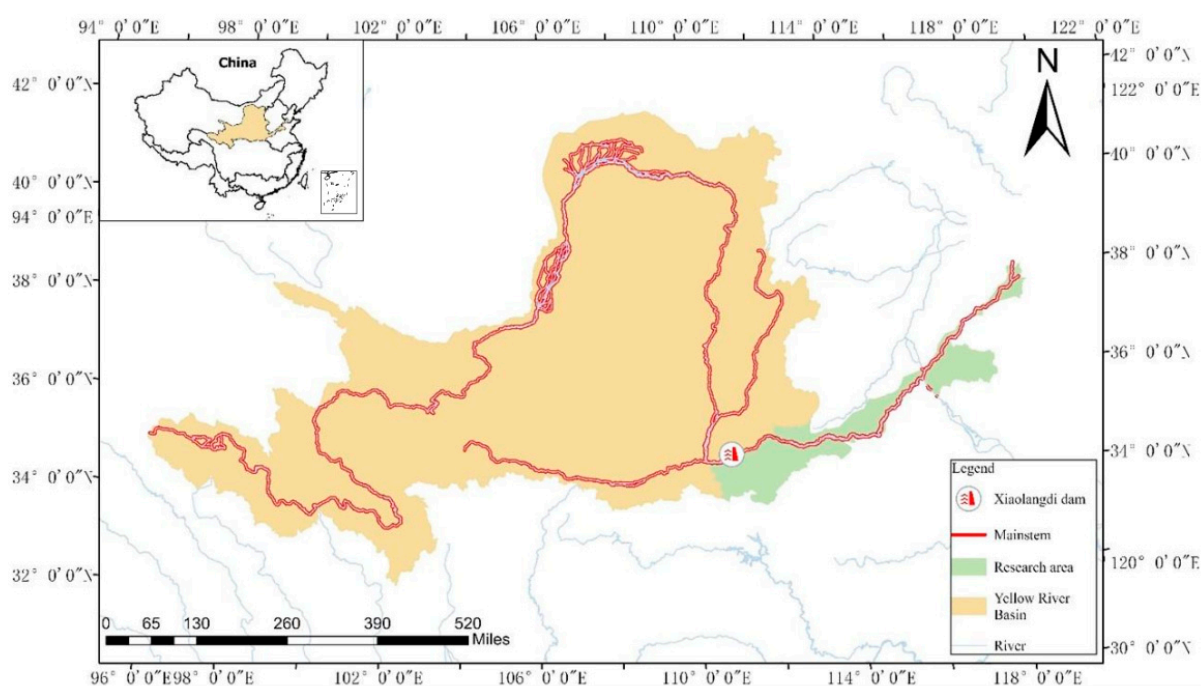 94° 0′0″E 98° 0′0″E 102° 0′0″E 106° 0′0″E 110° 0′0″E 114° 0′0″E 118° 0′0″E 122° 0′0″E
China
N
42° 0′0″N
42° 0′0″N
122° 0′0″E
40° 0′0″N
40° 0′0″N
94° 0′0″E
38° 0′0″N
38° 0′0″N
36° 0′0″N
36° 0′0″N
34° 0′0″N
34° 0′0″N
32° 0′0″N
120° 0′0″E
30° 0′0″N
Legend
Xiaolangdi dam
Mainstem
Research area
Yellow River
Basin
River
0 65 130 260 390 520
Miles
96° 0′0″E 98° 0′0″E 102° 0′0″E 106° 0′0″E 110° 0′0″E 114° 0′0″E 118° 0′0″E